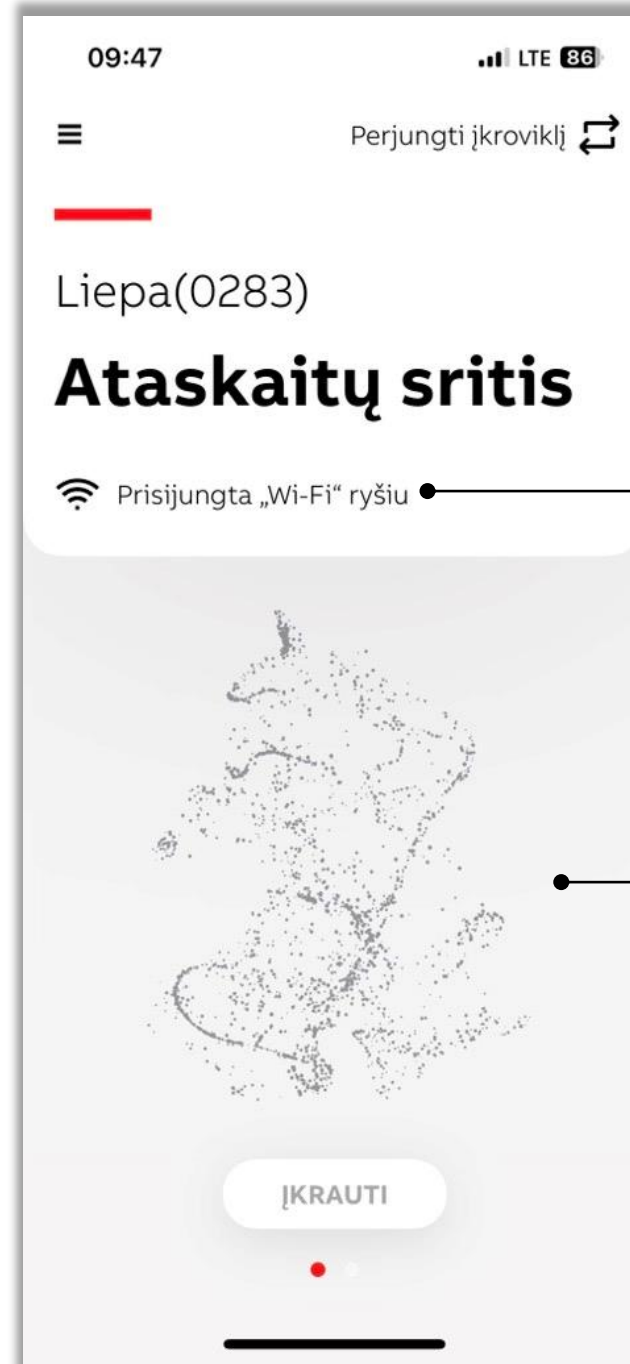 09:47 LTE 86
Perjungti įkroviklį
Liepa(0283)
Ataskaitų sritis
Prisijungta „Wi-Fi“ ryšiu
ĮKRAUTI